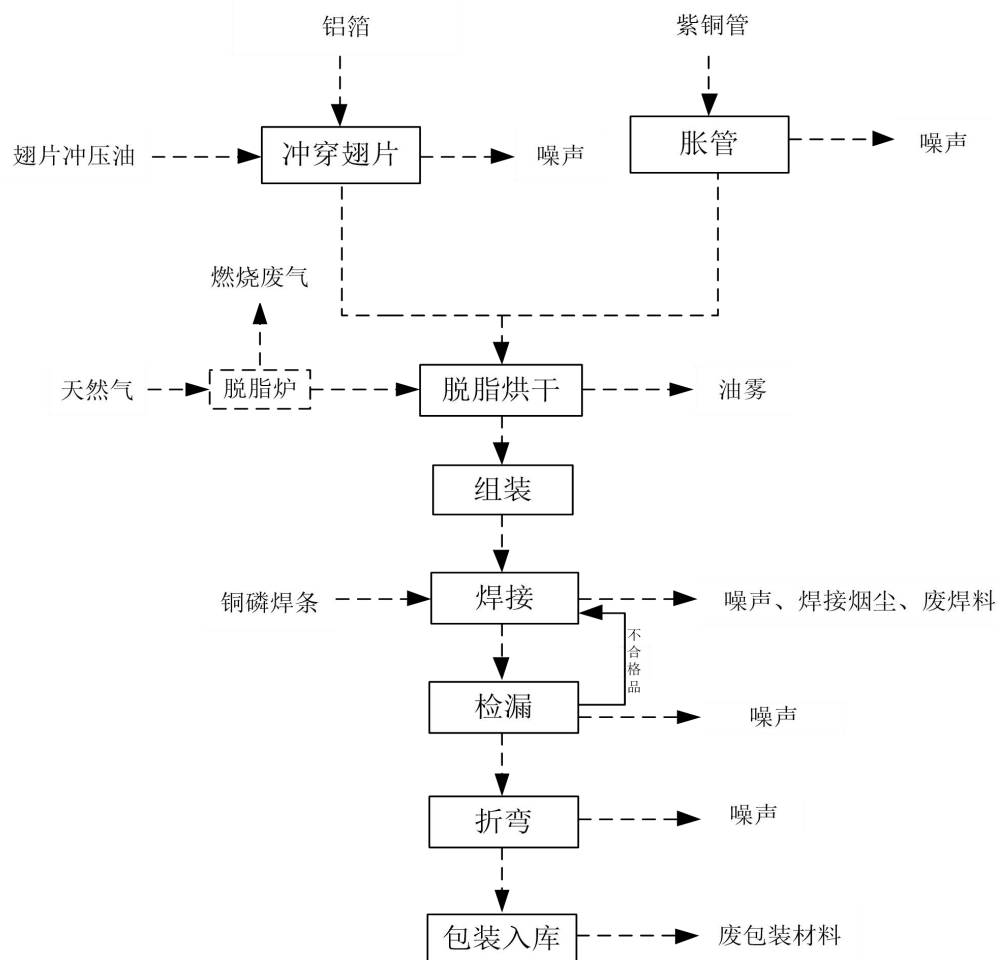 铝箔
紫铜管
翅片冲压油
冲穿翅片
噪声
胀管
噪声
燃烧废气
天然气
脱脂炉
脱脂烘干
油雾
组装
铜磷焊条
焊接
噪声、焊接烟尘、废焊料
不合格品
检漏
噪声
折弯
噪声
包装入库
废包装材料